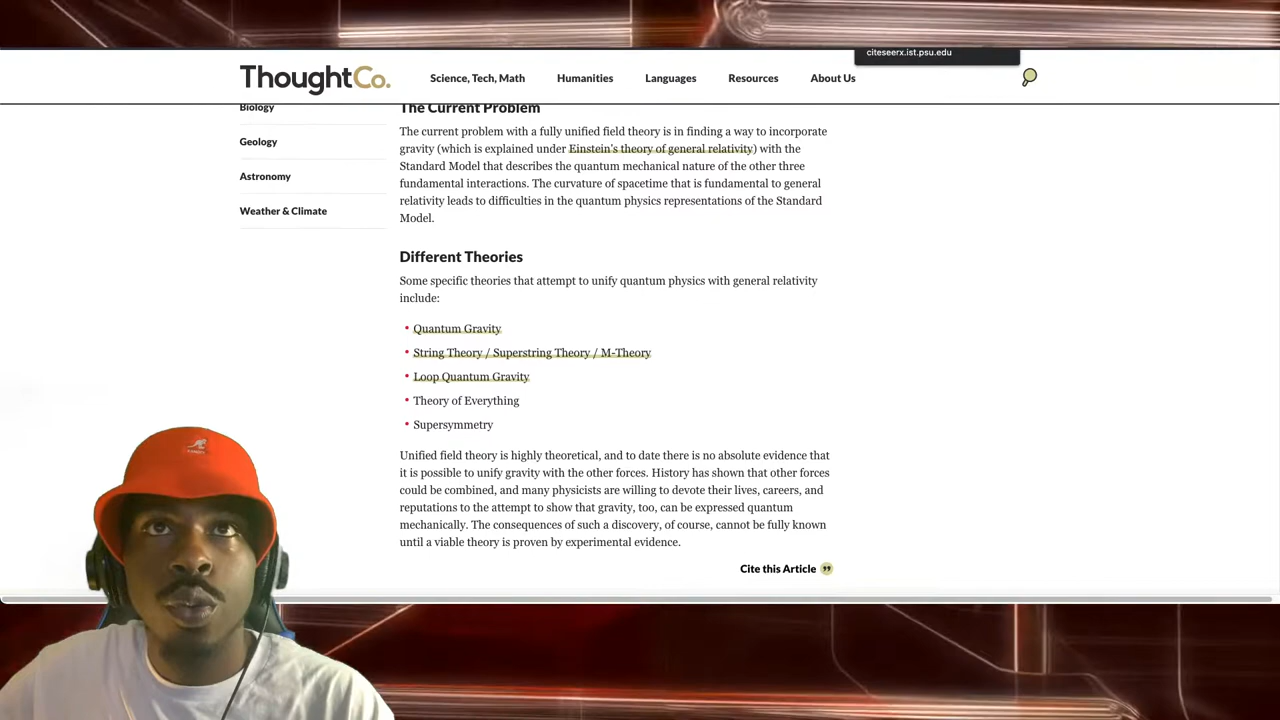 citeseerx.ist.psu.edu
ThoughtCo.
Science, Tech, Math
Humanities
Languages
Resources
About Us
Biology
Geology
Astronomy
Weather & Climate
The Current Problem
The current problem with a fully unified field theory is in finding a way to incorporate
gravity (which is explained under Einstein's theory of general relativity) with the
Standard Model that describes the quantum mechanical nature of the other three
fundamental interactions. The curvature of spacetime that is fundamental to general
relativity leads to difficulties in the quantum physics representations of the Standard
Model.
Different Theories
Some specific theories that attempt to unify quantum physics with general relativity
include:
• Quantum Gravity
• String Theory / Superstring Theory / M-Theory
• Loop Quantum Gravity
• Theory of Everything
• Supersymmetry
Unified field theory is highly theoretical, and to date there is no absolute evidence that
it is possible to unify gravity with the other forces. History has shown that other forces
could be combined, and many physicists are willing to devote their lives, careers, and
reputations to the attempt to show that gravity, too, can be expressed quantum
mechanically. The consequences of such a discovery, of course, cannot be fully known
until a viable theory is proven by experimental evidence.
Cite this Article